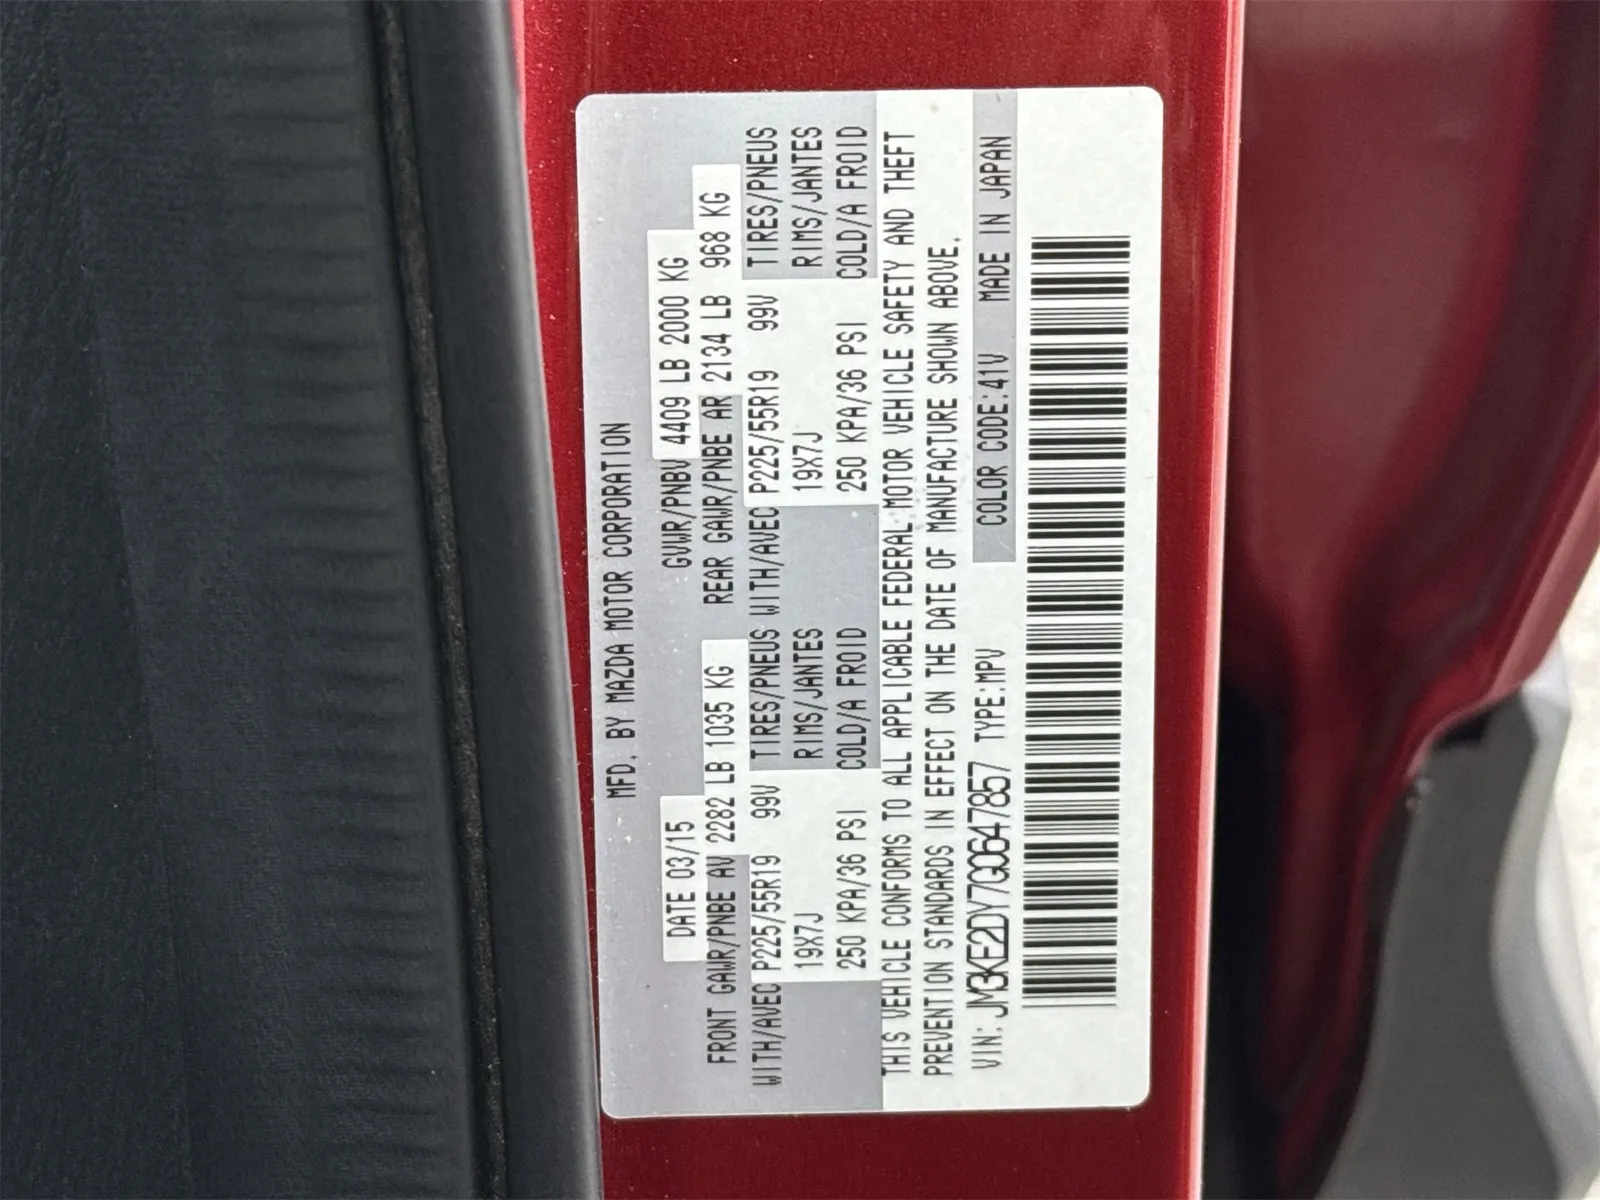 MFD. BY MAZDA MOTOR CORPORATION
DATE 03/15 GVWR/PNBV 4409 LB 2000 KG
FRONT GAWR/PNBE AV 2282 LB 1035 KG REAR GAWR/PNBE AR 2134 LB 968 KG
WITH/AVEC P225/55R19 99V TIRES/PNEUS WITH/AVEC P225/55R19 99V TIRES/PNEUS
19X7J RIMS/JANTES 19X7J RIMS/JANTES
250 KPA/36 PSI COLD/A FROID 250 KPA/36 PSI COLD/A FROID
THIS VEHICLE CONFORMS TO ALL APPLICABLE FEDERAL MOTOR VEHICLE SAFETY AND THEFT
PREVENTION STANDARDS IN EFFECT ON THE DATE OF MANUFACTURE SHOWN ABOVE.
VIN: JM3KE2DY7G0647857 TYPE:MPV COLOR CODE:41V MADE IN JAPAN